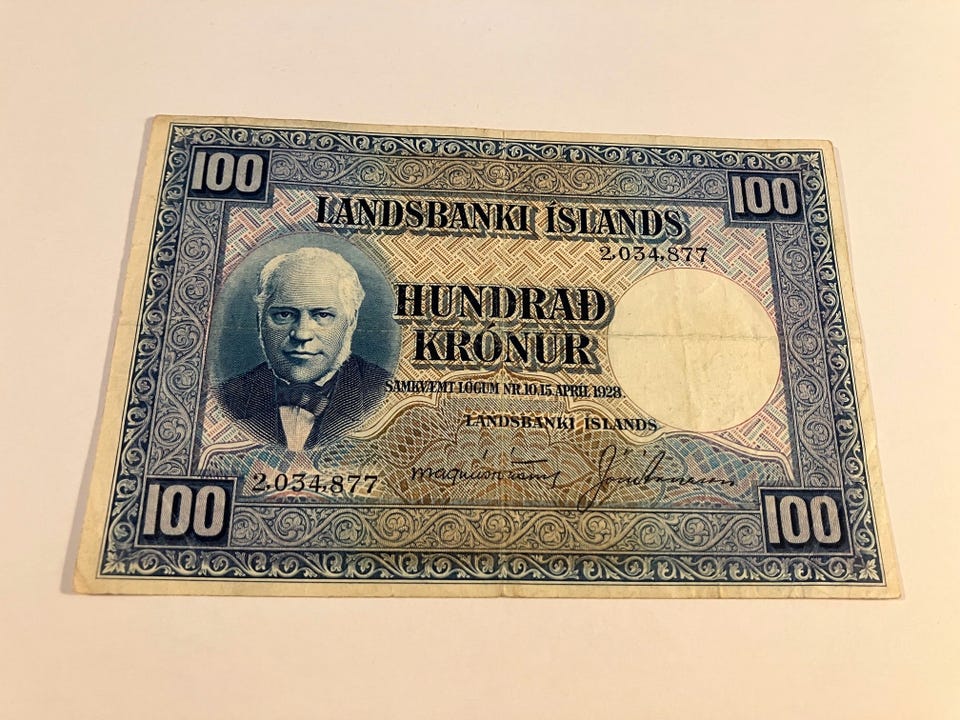 100
100
LANDSBANKI ÍSLANDS
2,034,877
HUNDRAÐ
KRÓNUR
SAMKVÆMT LÖGUM NR. 10, 15. APRÍL 1928.
LANDSBANKI ÍSLANDS
2,034,877
100
100